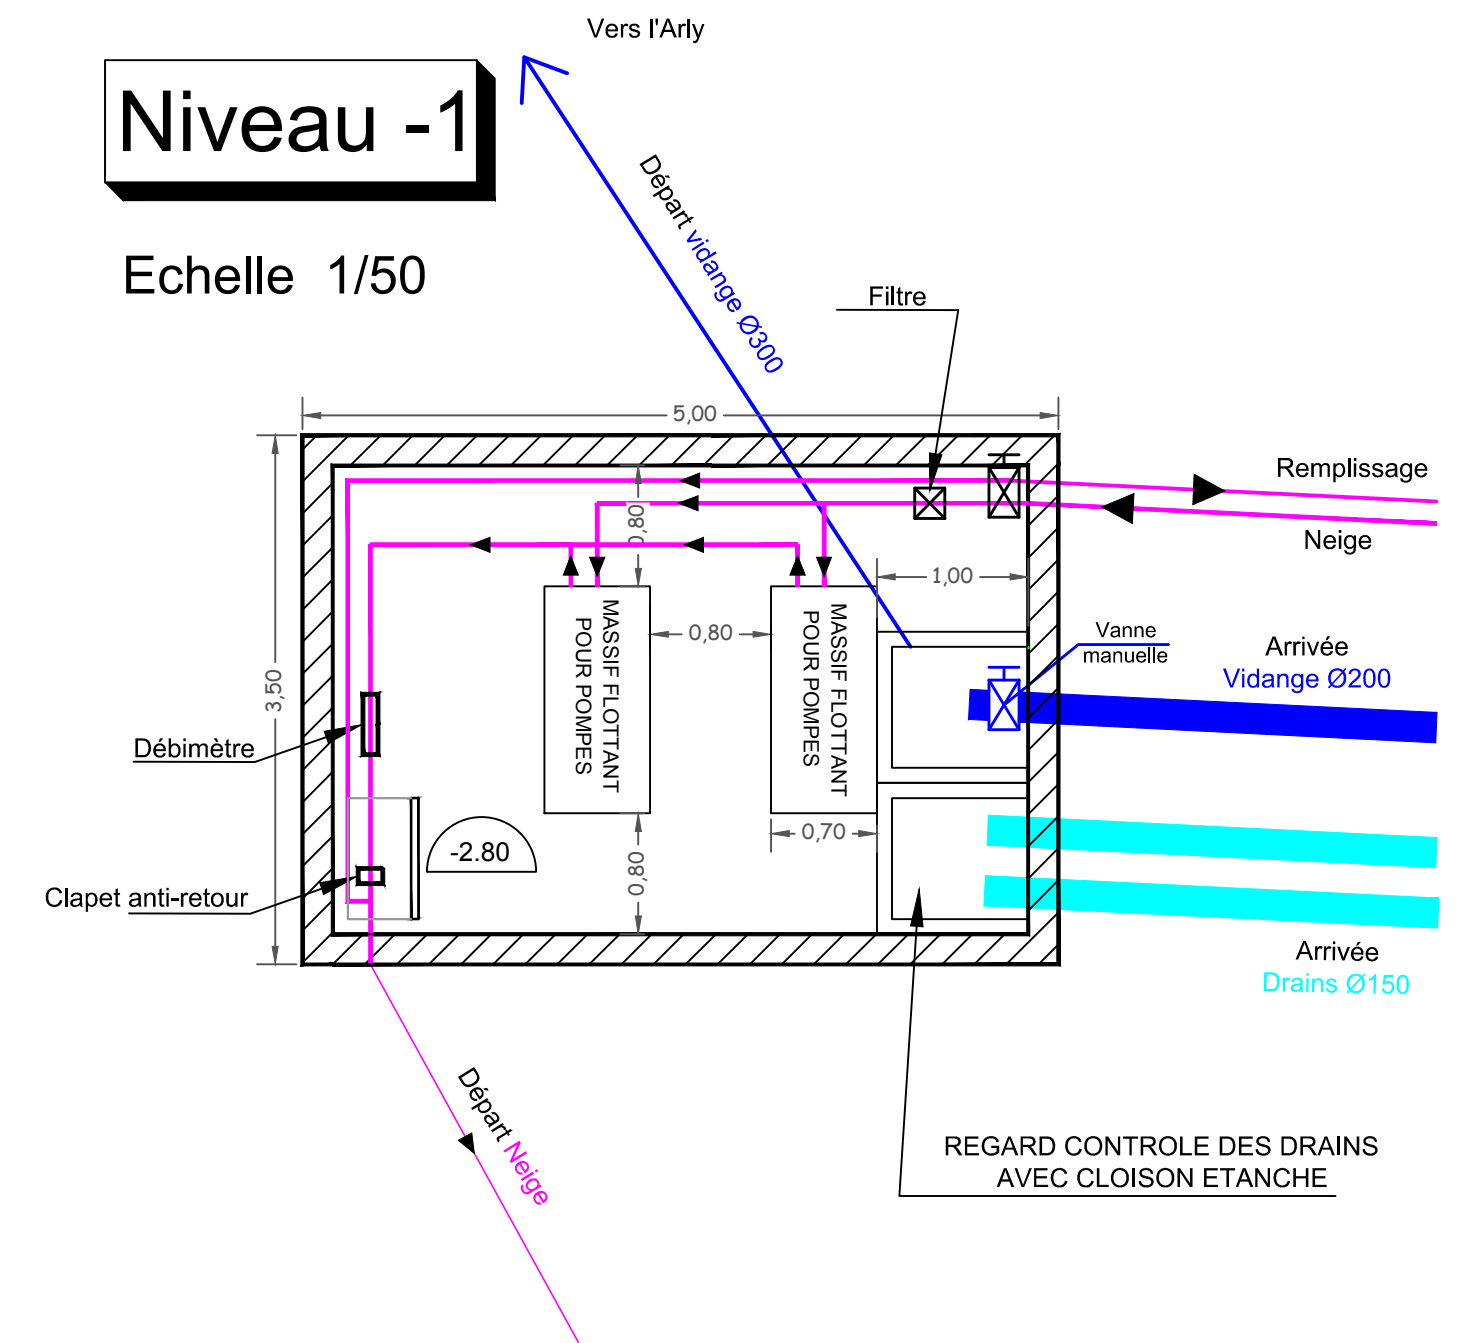 Vers l'Arly
Niveau -1
Echelle 1/50
Départ vidange Ø300
Filtre
5,00
Remplissage
Neige
0,80
1,00
3,50
MASSIF FLOTTANT
POUR POMPES
0,80
MASSIF FLOTTANT
POUR POMPES
Vanne
manuelle
Arrivée
Vidange Ø200
Débimètre
0,70
-2.80
0,80
Clapet anti-retour
Arrivée
Drains Ø150
Départ Neige
REGARD CONTROLE DES DRAINS
AVEC CLOISON ETANCHE